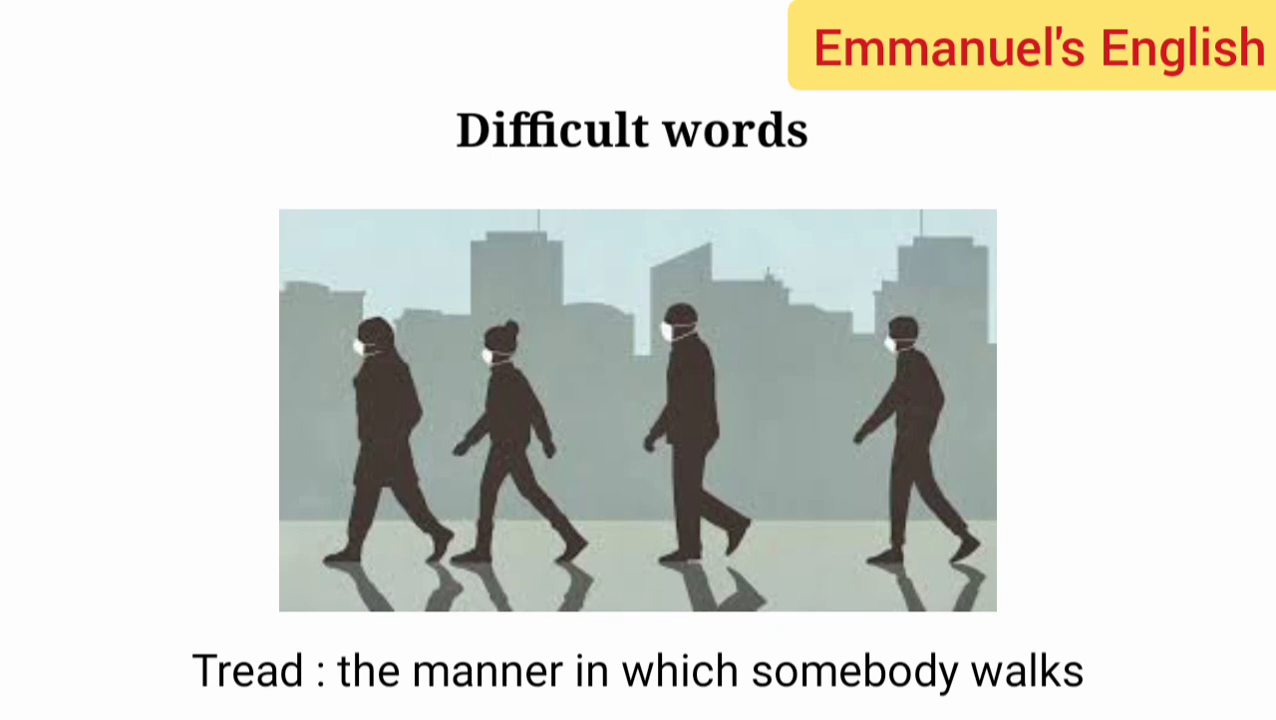 Emmanuel's English
Difficult words
Tread : the manner in which somebody walks